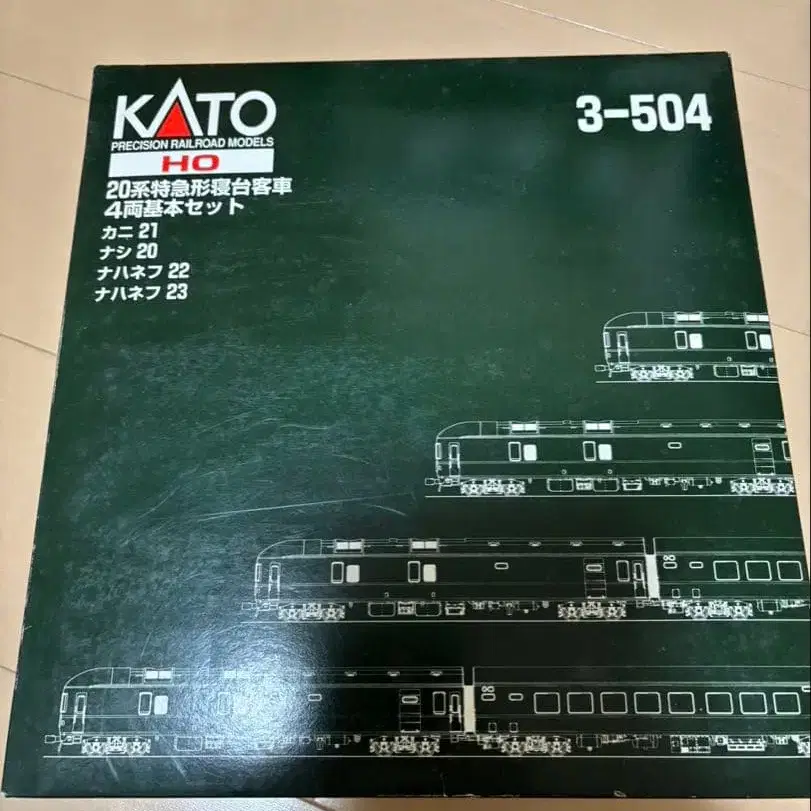 KATO
PRECISION RAILROAD MODELS
HO
3-504
20系特急形寝台客車
4両基本セット
カニ 21
ナシ 20
ナハネフ 22
ナハネフ 23